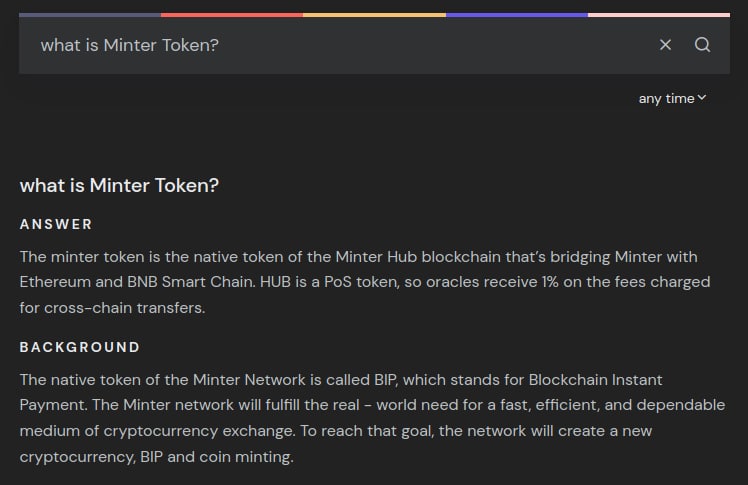 what is Minter Token?
any time
what is Minter Token?
ANSWER
The minter token is the native token of the Minter Hub blockchain that's bridging Minter with
Ethereum and BNB Smart Chain. HUB is a PoS token, so oracles receive 1% on the fees charged
for cross-chain transfers.
BACKGROUND
The native token of the Minter Network is called BIP, which stands for Blockchain Instant
Payment. The Minter network will fulfill the real - world need for a fast, efficient, and dependable
medium of cryptocurrency exchange. To reach that goal, the network will create a new
cryptocurrency, BIP and coin minting.